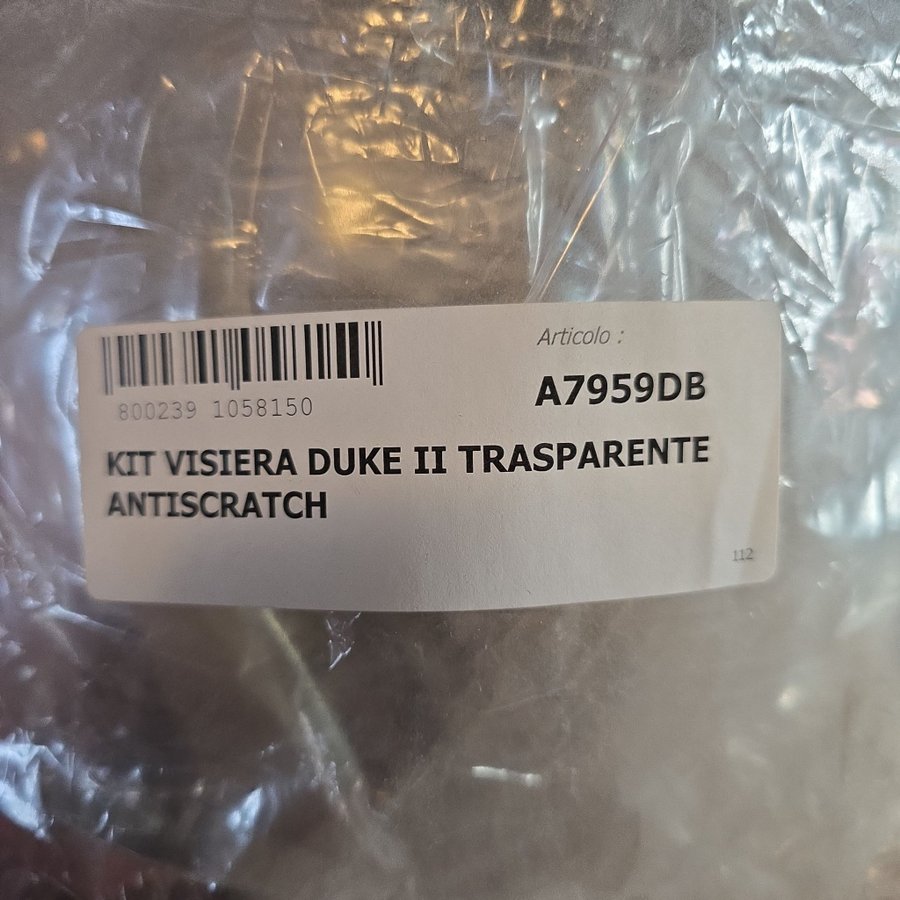 800239 1058150
Articolo :
A7959DB
KIT VISIERA DUKE II TRASPARENTE
ANTISCRATCH
112